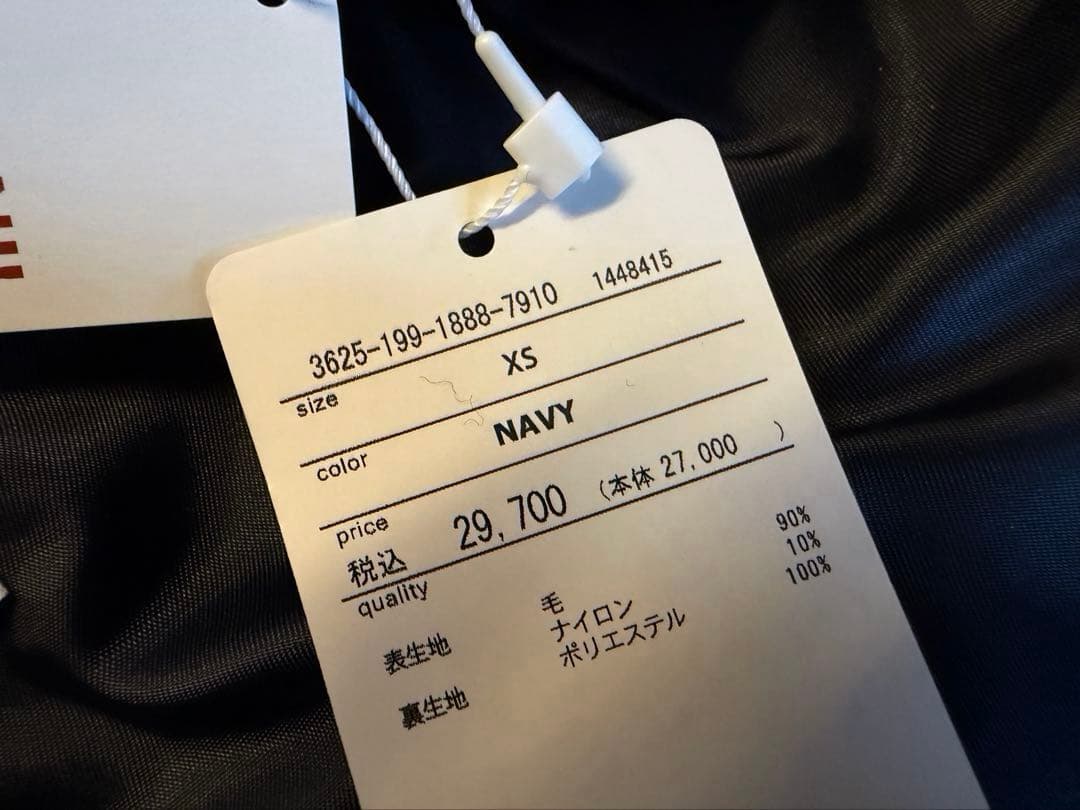 3625-199-1888-7910 1448415
size XS
color NAVY
price
税込 29,700 (本体 27,000 )
quality
表生地 毛 90%
ナイロン 10%
裏生地 ポリエステル 100%